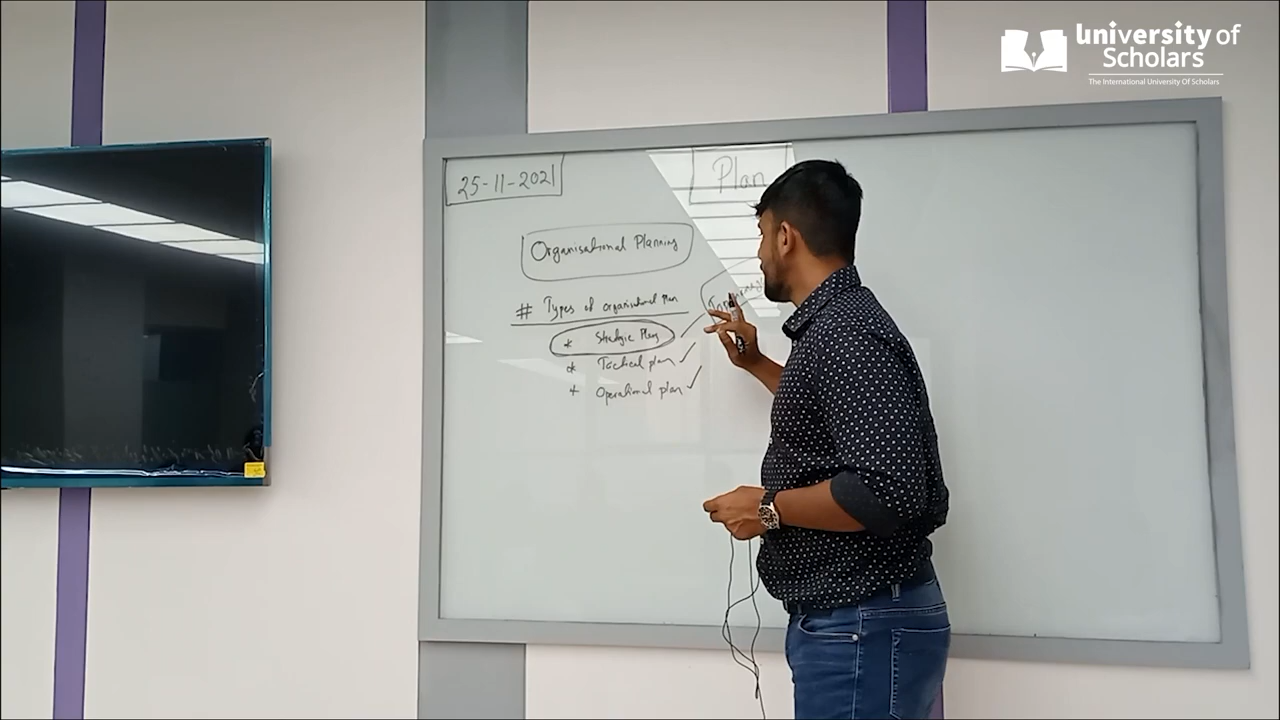 university of
Scholars
The International University Of Scholars
25-11-2021
Plan
Organisational Planning
# Types of organisational plan
* Strategic Plan
* Tactical plan ✓
* Operational plan ✓